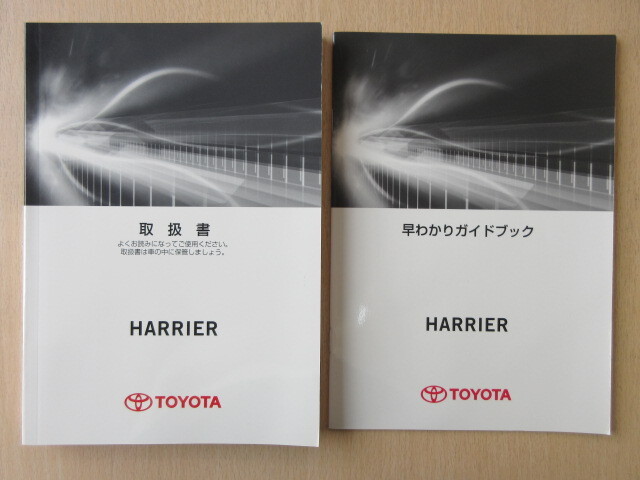 取扱書
よくお読みになってご使用ください。
取扱書は車の中に保管しましょう。
HARRIER
TOYOTA
早わかりガイドブック
HARRIER
TOYOTA